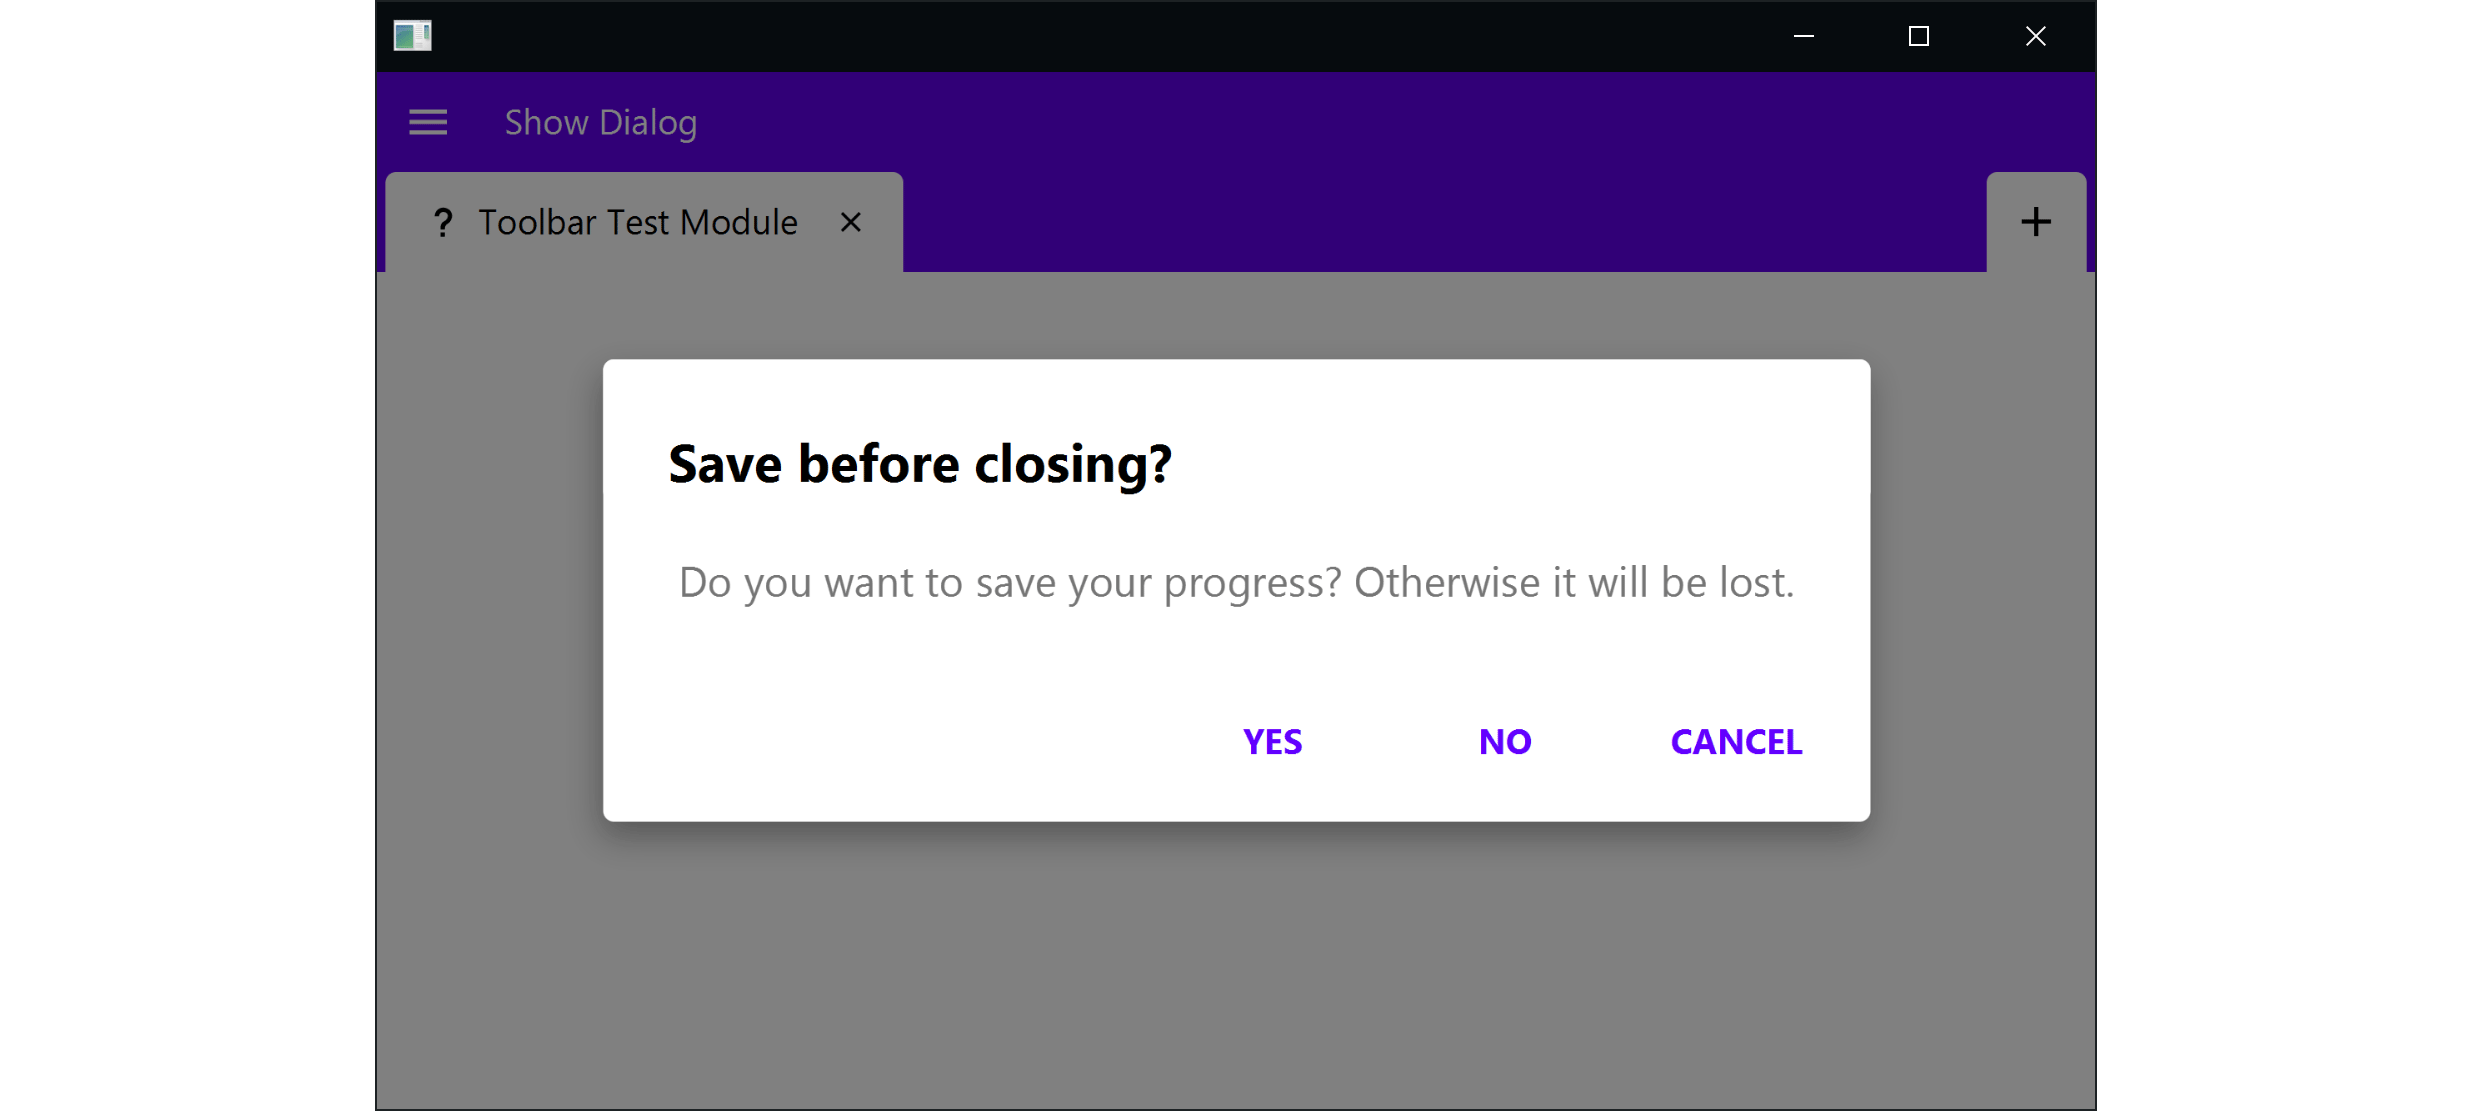 Show Dialog
? Toolbar Test Module
Save before closing?
Do you want to save your progress? Otherwise it will be lost.
YES NO CANCEL